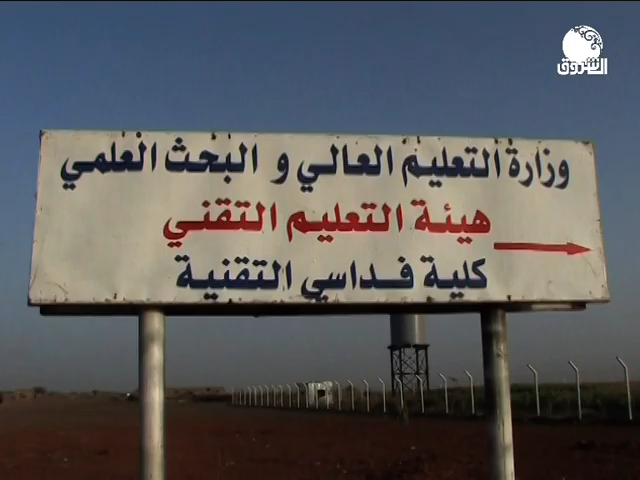 الشروق
وزارة التعليم العالي و البحث العلمي
هيئة التعليم التقني
كلية فداسي التقنية